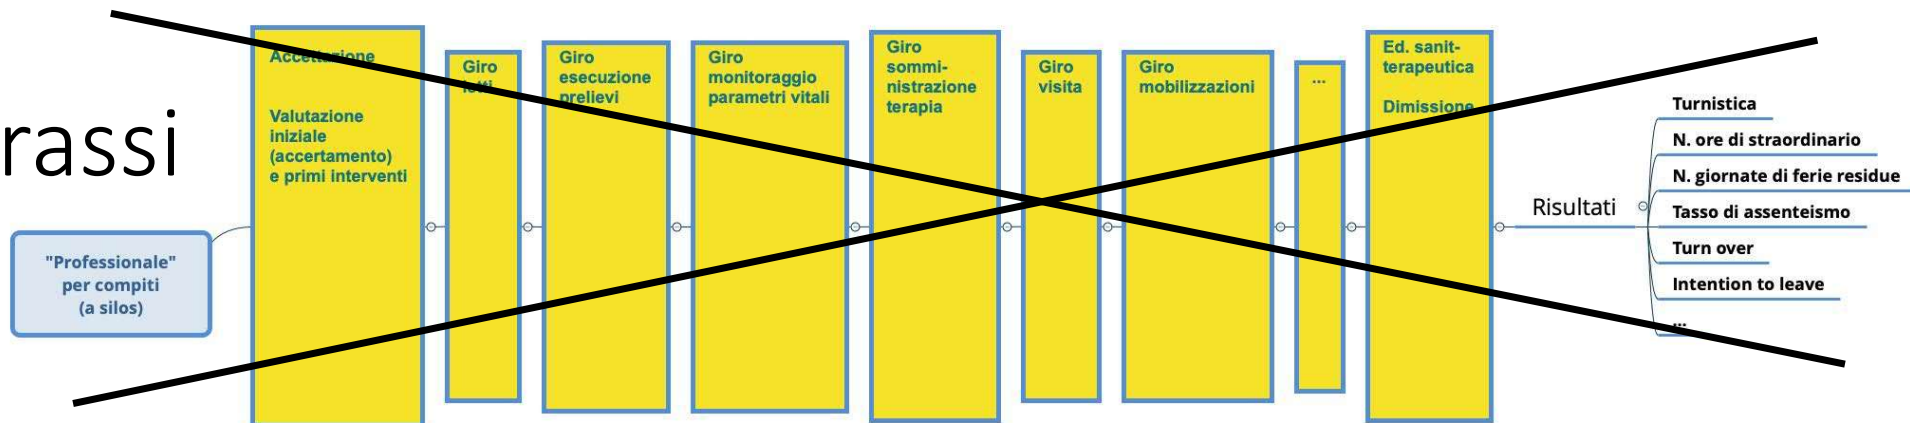 rassi
"Professionale"
per compiti
(a silos)
Accettazione
Valutazione
iniziale
(accertamento)
e primi interventi
Giro
letti
Giro
esecuzione
prelievi
Giro
monitoraggio
parametri vitali
Giro
sommi-
nistrazione
terapia
Giro
visita
Giro
mobilizzazioni
...
Ed. sanit-
terapeutica
Dimissione
Risultati
Turnistica
N. ore di straordinario
N. giornate di ferie residue
Tasso di assenteismo
Turn over
Intention to leave
...